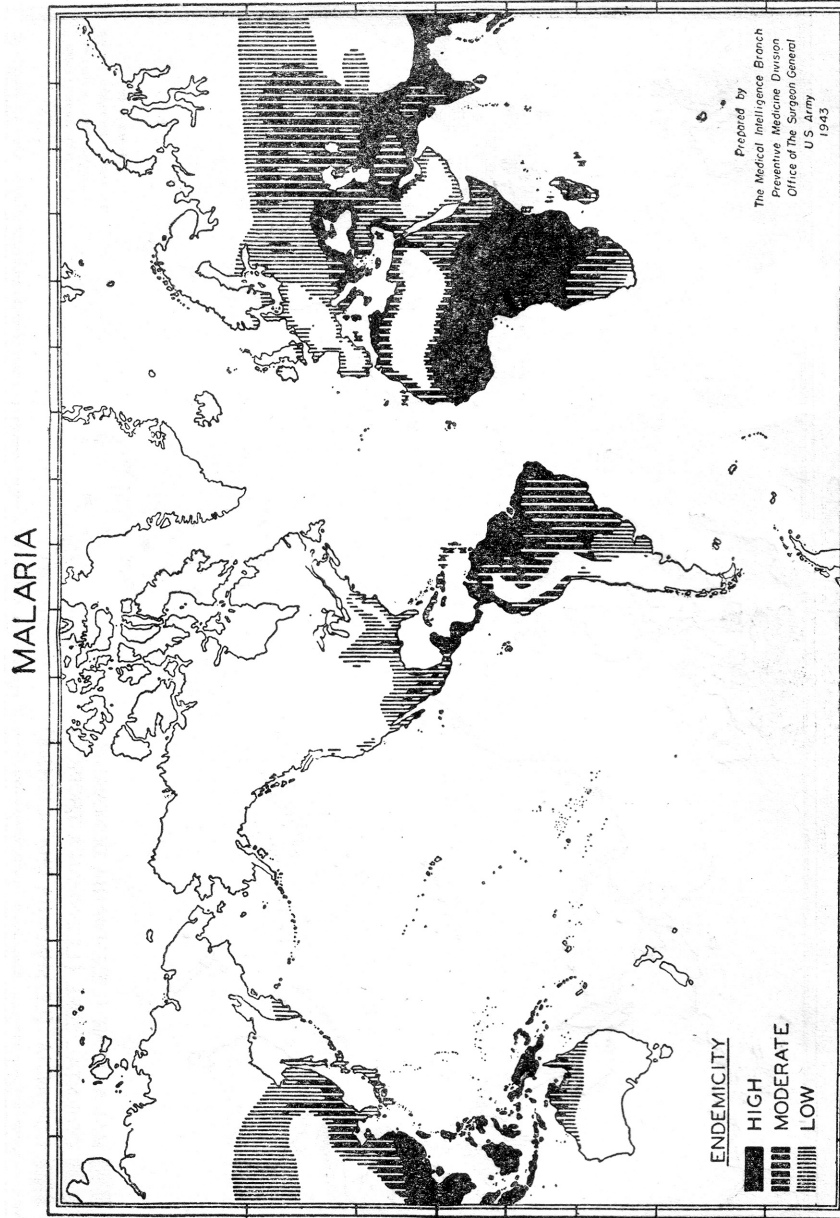 MALARIA
Prepared by
The Medical Intelligence Branch
Preventive Medicine Division
Office of The Surgeon General
US Army
1943
ENDEMICITY
HIGH
MODERATE
LOW